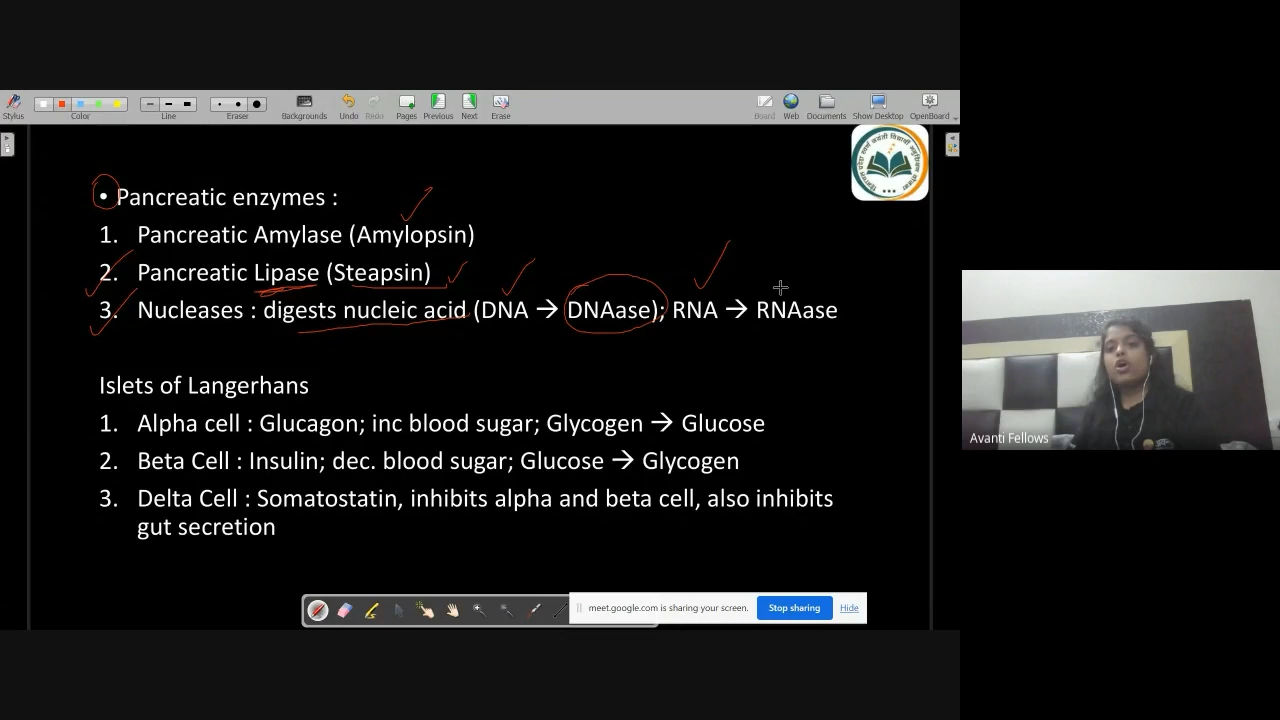 Stylus
Color
Line
Eraser
Backgrounds
Undo
Redo
Pages
Previous
Next
Erase
Board
Web
Documents
Show Desktop
OpenBoard
• Pancreatic enzymes :
1. Pancreatic Amylase (Amylopsin)
2. Pancreatic Lipase (Steapsin)
3. Nucleases : digests nucleic acid (DNA → DNAase); RNA → RNAase
Islets of Langerhans
1. Alpha cell : Glucagon; inc blood sugar; Glycogen → Glucose
2. Beta Cell : Insulin; dec. blood sugar; Glucose → Glycogen
3. Delta Cell : Somatostatin, inhibits alpha and beta cell, also inhibits
gut secretion
Avanti Fellows
meet.google.com is sharing your screen.
Stop sharing
Hide